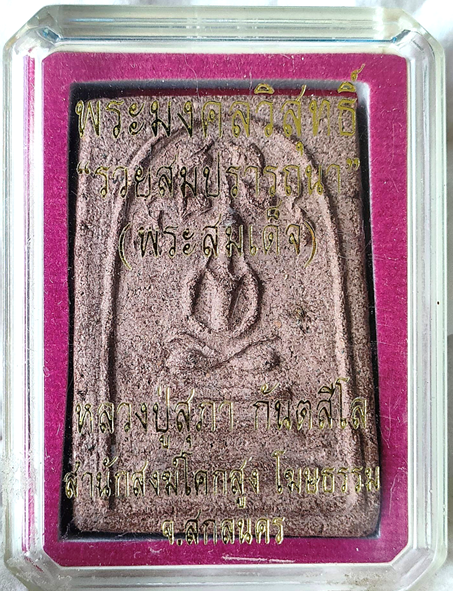 พระมงคลวิสุทธิ์
"รวยสมปรารถนา"
(พระสมเด็จ)
หลวงปู่สุภา กันตสีโล
สำนักสงฆ์โคกสูง โมษธรรม
จ.สกลนคร